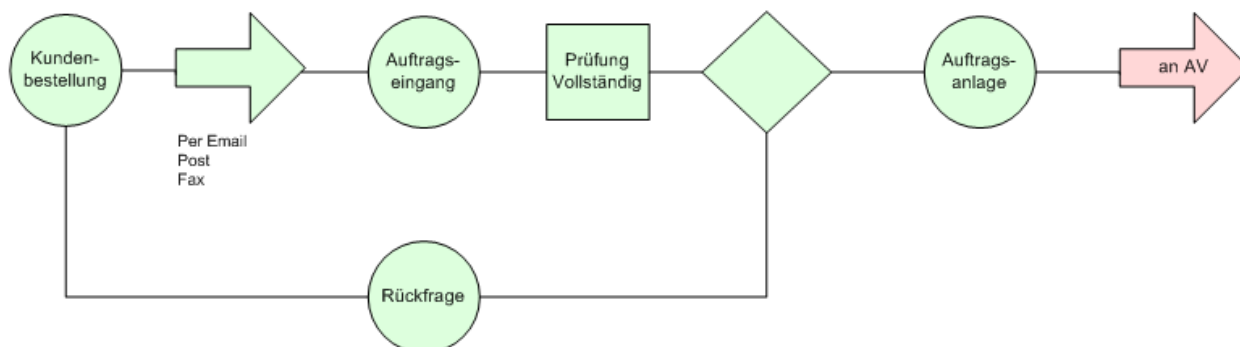 Kunden-
bestellung
Per Email
Post
Fax
Auftrags-
eingang
Prüfung
Vollständig
Auftrags-
anlage
an AV
Rückfrage